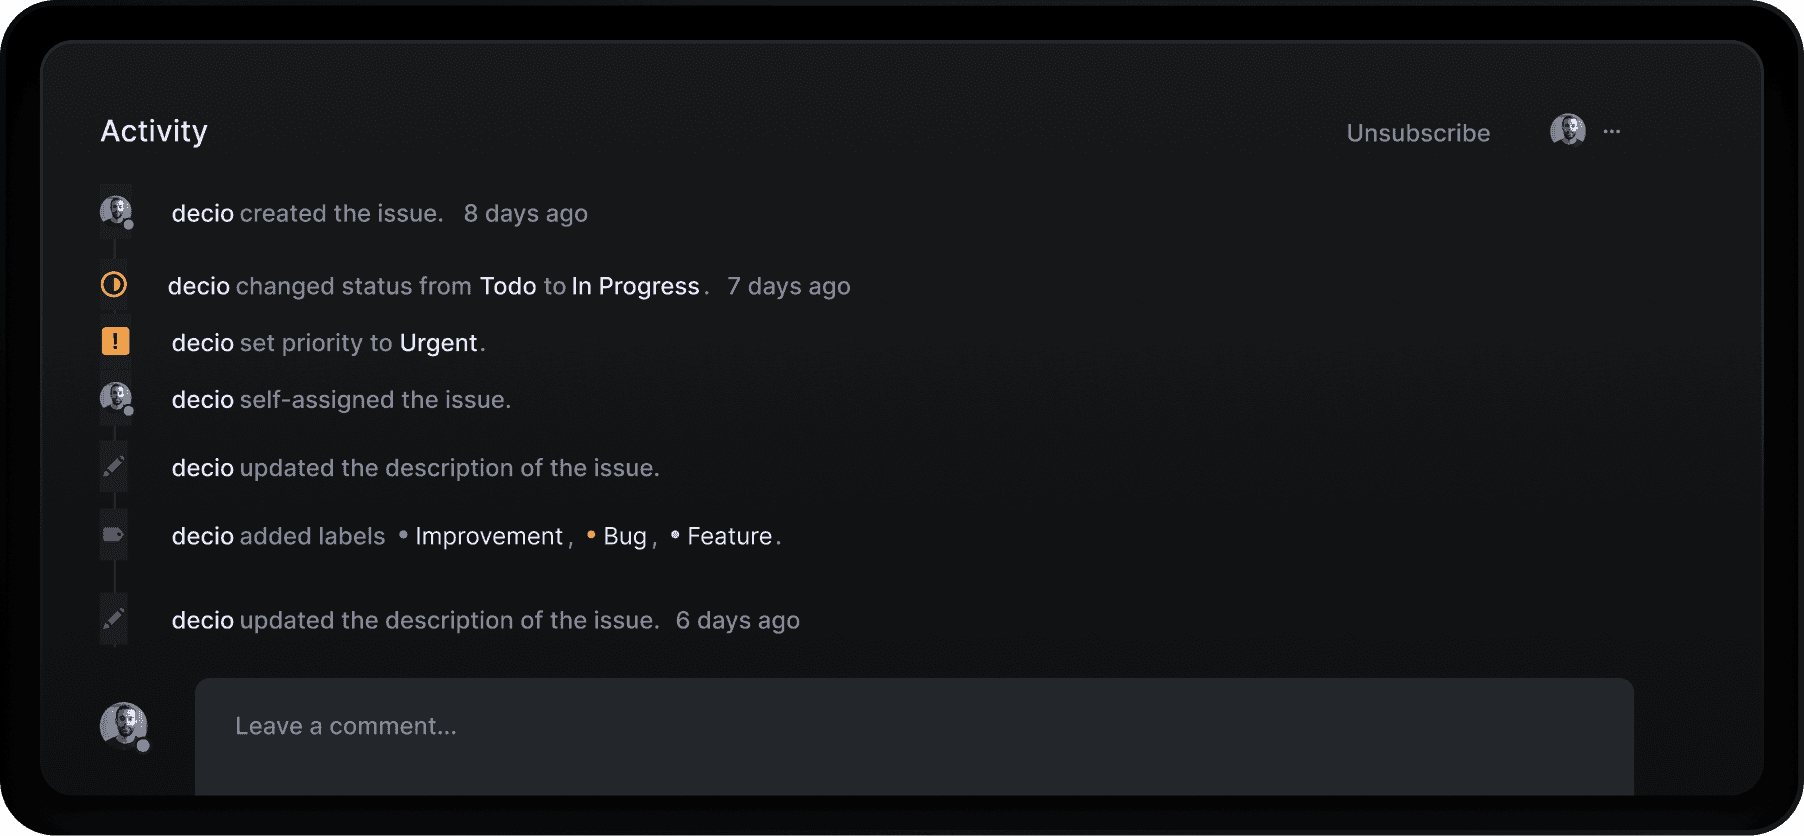 Activity
Unsubscribe
decio created the issue. 8 days ago
decio changed status from Todo to In Progress. 7 days ago
decio set priority to Urgent.
decio self-assigned the issue.
decio updated the description of the issue.
decio added labels • Improvement, • Bug, • Feature.
decio updated the description of the issue. 6 days ago
Leave a comment...